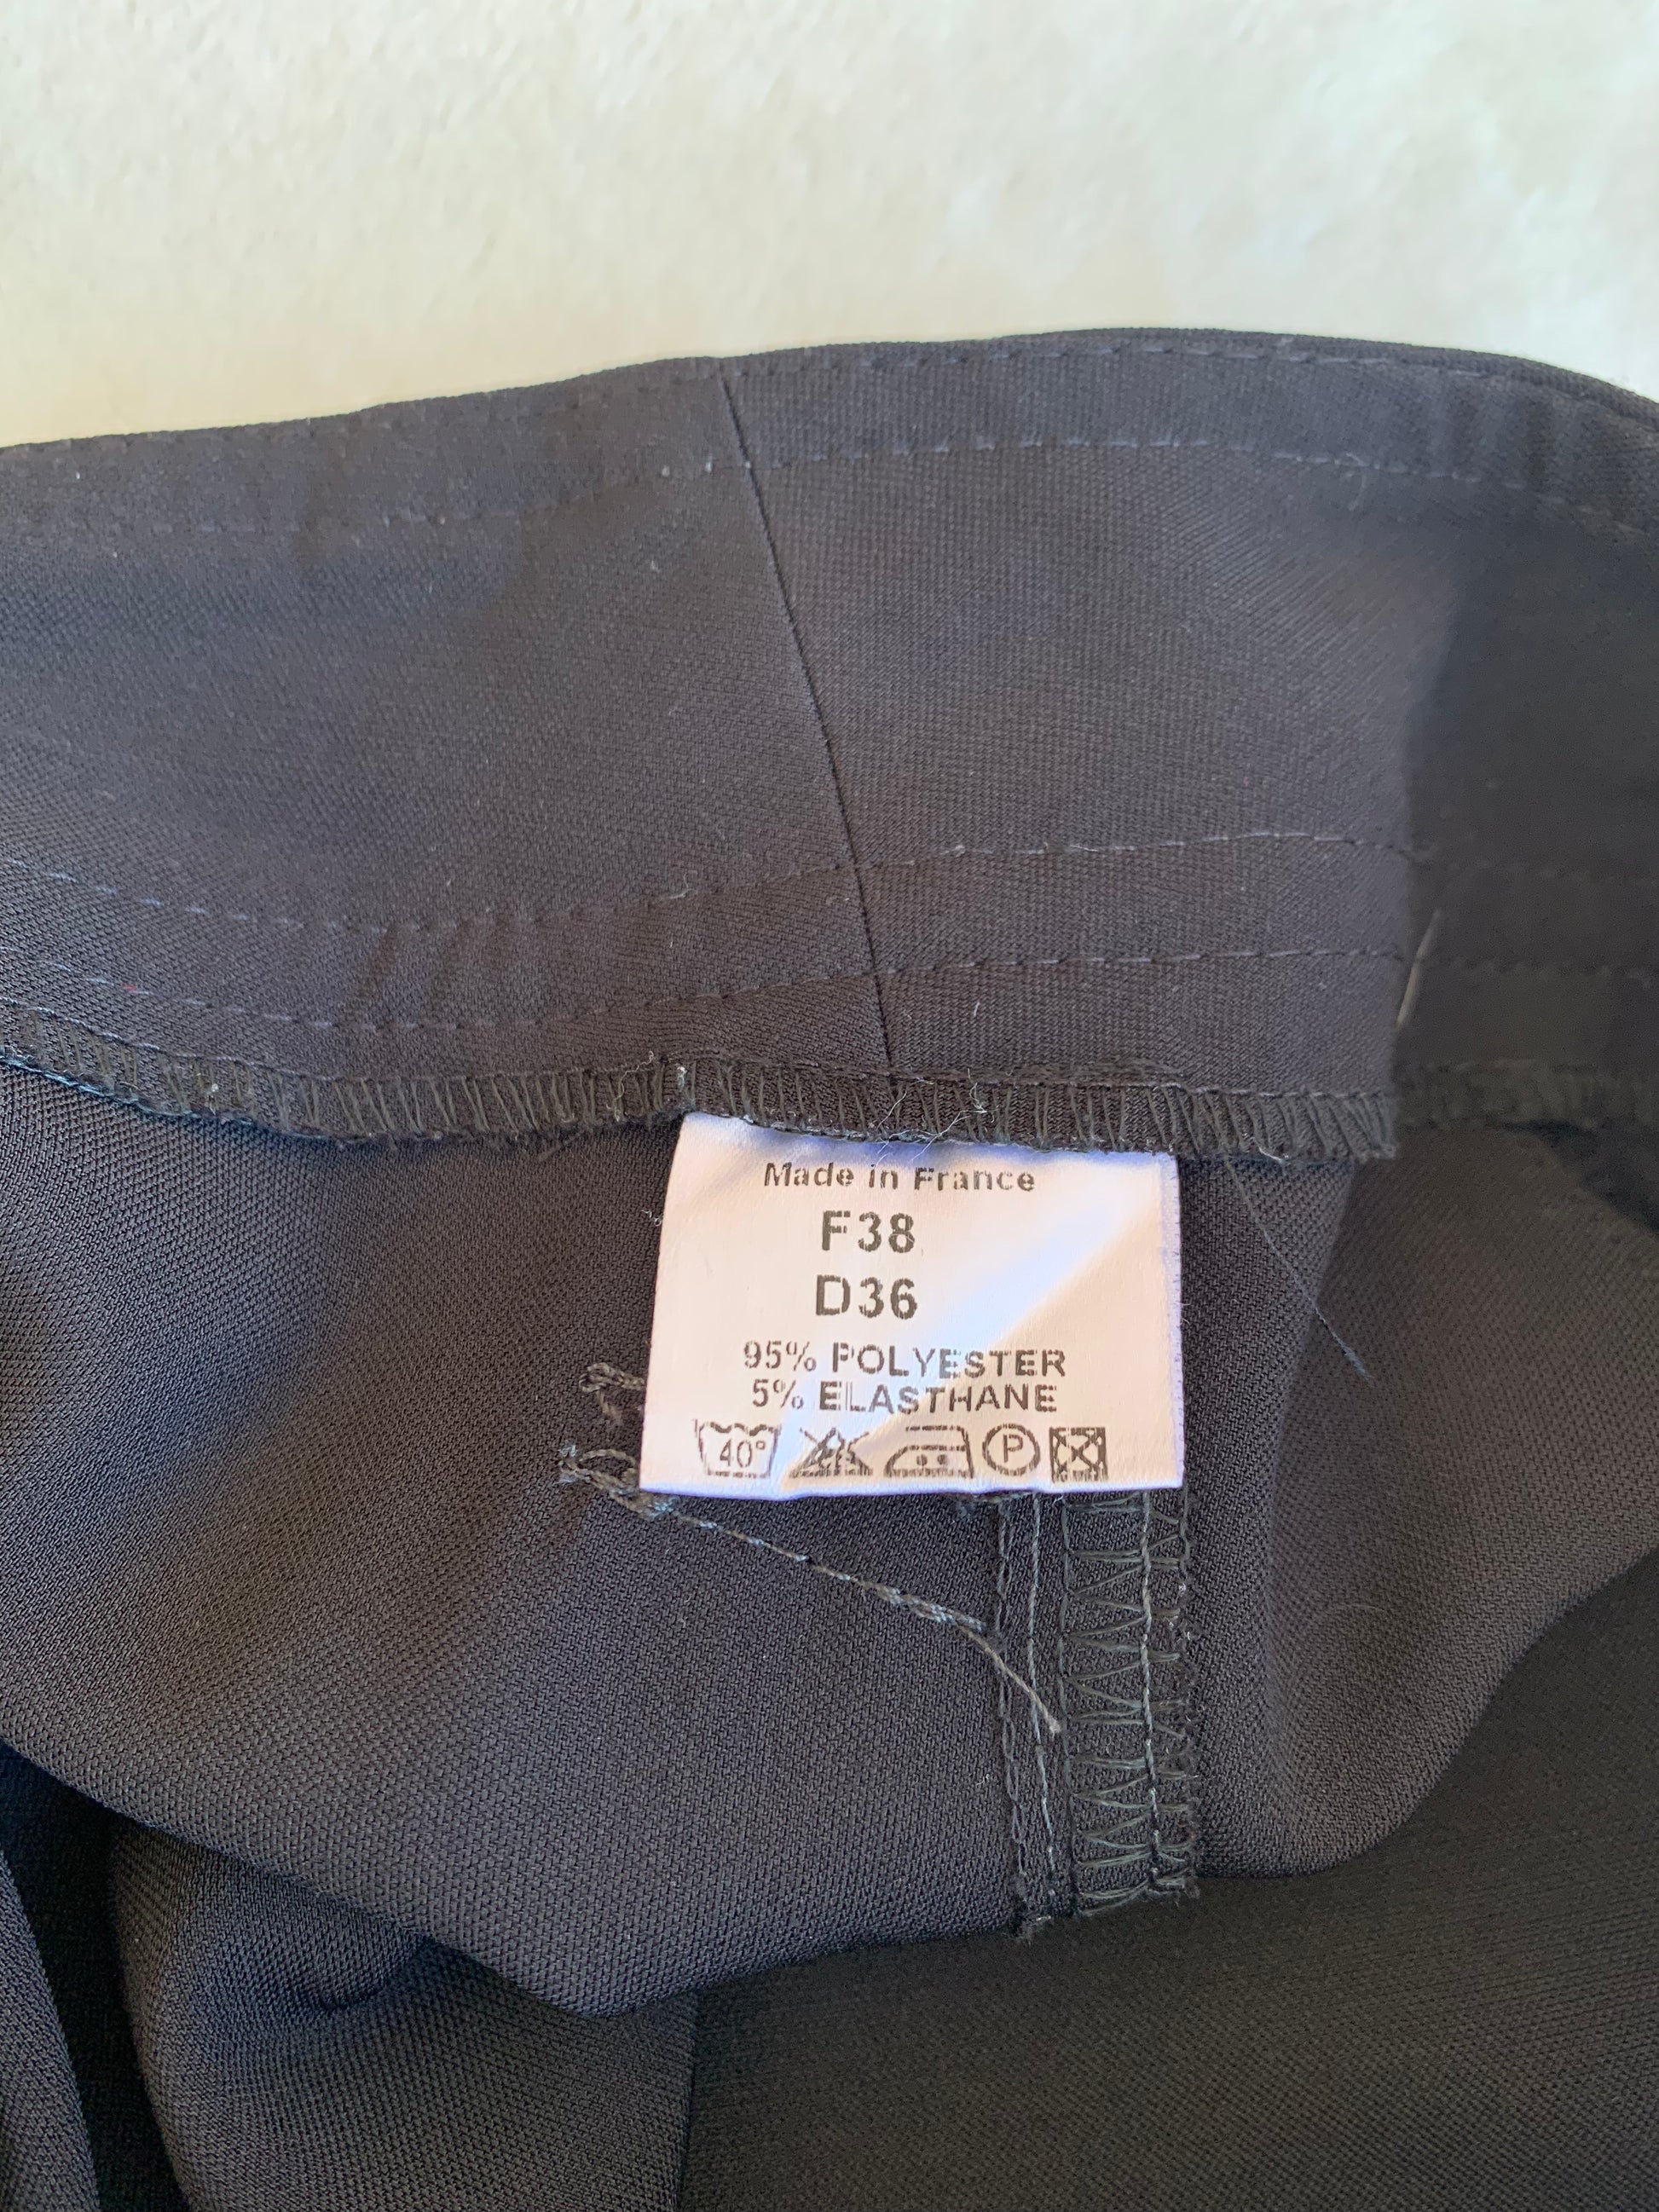 Made in France
F38
D36
95% POLYESTER
5% ELASTHANE
40° P